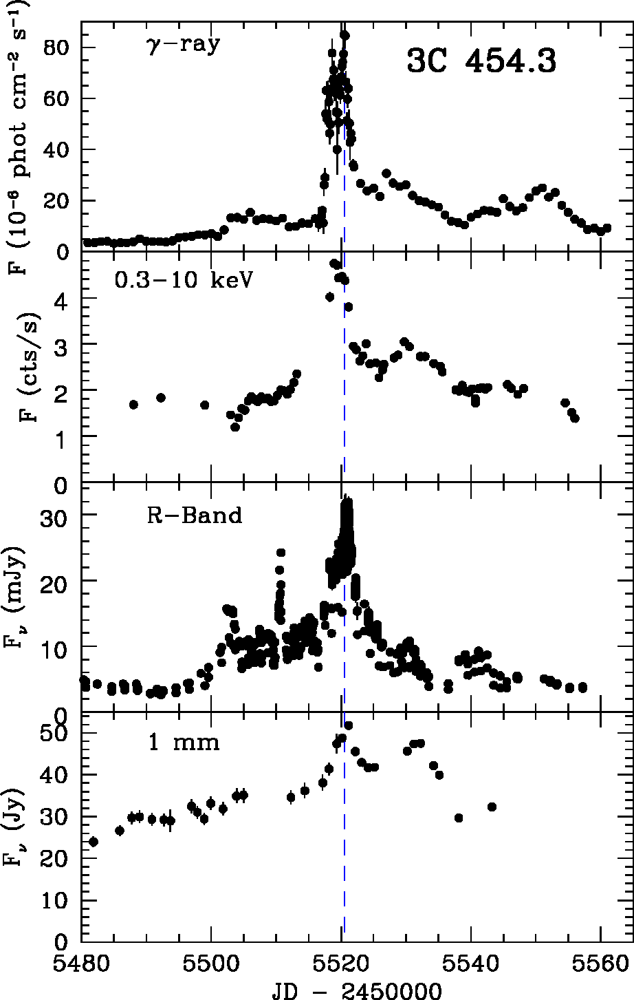 γ−ray
3C 454.3
80
60
40
20
0
F (10⁻⁶ phot cm⁻² s⁻¹)
0.3−10 keV
4
3
2
1
0
F (cts/s)
R−Band
30
20
10
0
Fν (mJy)
1 mm
50
40
30
20
10
0
Fν (Jy)
5480 5500 5520 5540 5560
JD − 2450000